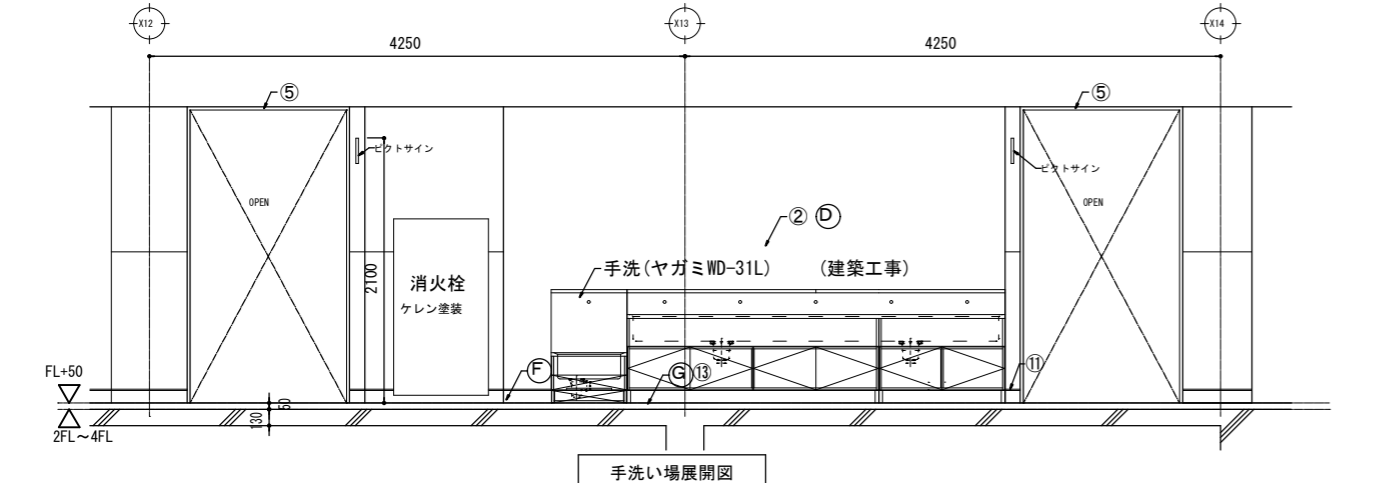 X12
X13
X14
4250
4250
⑤
⑤
ピクトサイン
ピクトサイン
OPEN
OPEN
② D
手洗(ヤガミWD-31L) (建築工事)
2100
消火栓
ケレン塗装
FL+50
F
G ⑬
⑪
50
130
2FL~4FL
手洗い場展開図